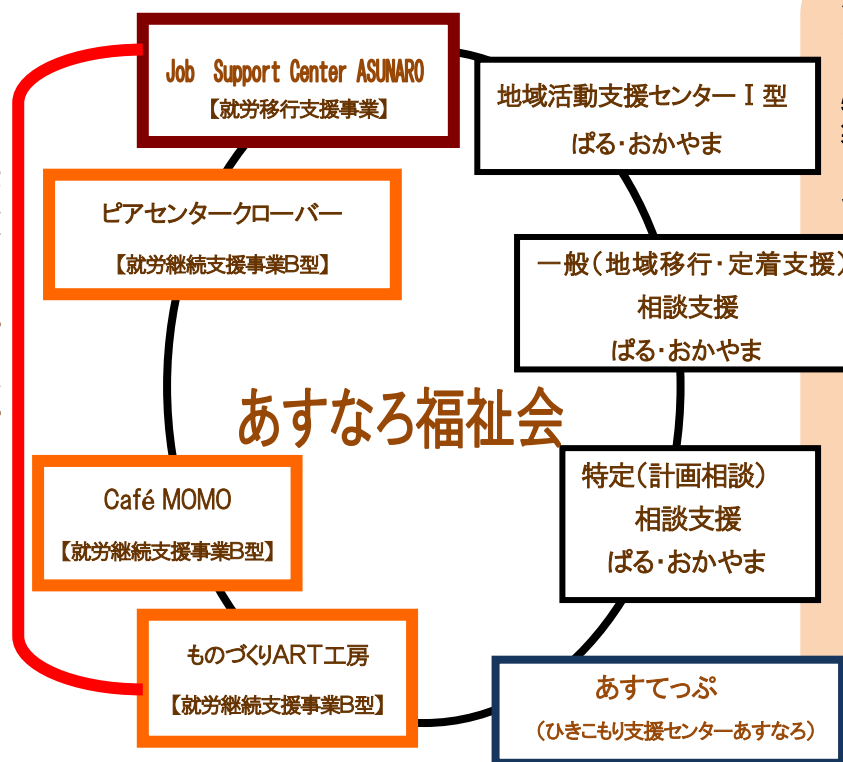 Job Support Center ASUNARO
【就労移行支援事業】
地域活動支援センターⅠ型
ぱる・おかやま
ピアセンタークローバー
【就労継続支援事業B型】
一般(地域移行・定着支援)
相談支援
ぱる・おかやま
あすなろ福祉会
Café MOMO
【就労継続支援事業B型】
特定(計画相談)
相談支援
ぱる・おかやま
ものづくりART工房
【就労継続支援事業B型】
あすてっぷ
(ひきこもり支援センターあすなろ)